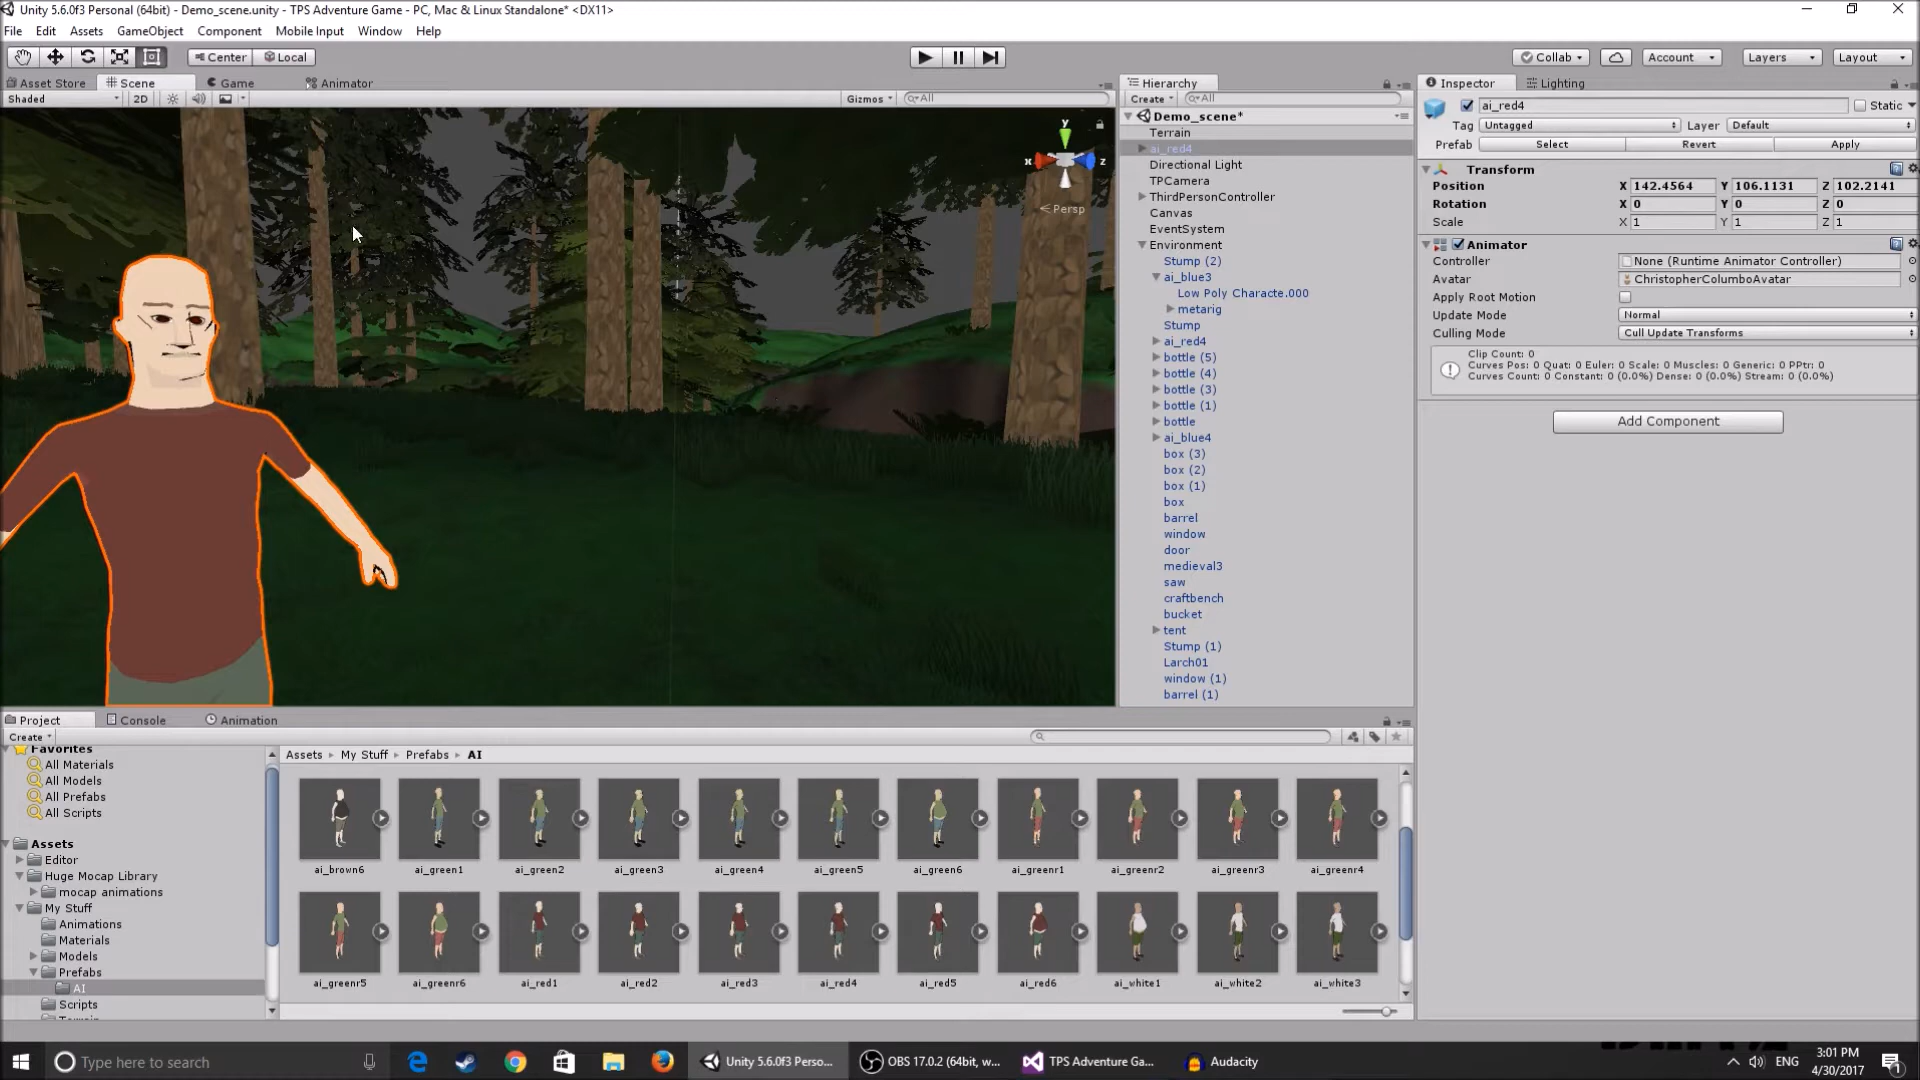 Unity 5.6.0f3 Personal (64bit) - Demo_scene.unity - TPS Adventure Game - PC, Mac & Linux Standalone* <DX11>
File Edit Assets GameObject Component Mobile Input Window Help
Center Local
Collab Account Layers Layout
Asset Store Scene Game Animator
Shaded 2D Gizmos All
y
x z
Persp
Hierarchy
Create All
Demo_scene*
Terrain
ai_red4
Directional Light
TPCamera
ThirdPersonController
Canvas
EventSystem
Environment
Stump (2)
ai_blue3
Low Poly Characte.000
metarig
Stump
ai_red4
bottle (5)
bottle (4)
bottle (3)
bottle (1)
bottle
ai_blue4
box (3)
box (2)
box (1)
box
barrel
window
door
medieval3
saw
craftbench
bucket
tent
Stump (1)
Larch01
window (1)
barrel (1)
Inspector Lighting
ai_red4 Static
Tag Untagged Layer Default
Prefab Select Revert Apply
Transform
Position X 142.4564 Y 106.1131 Z 102.2141
Rotation X 0 Y 0 Z 0
Scale X 1 Y 1 Z 1
Animator
Controller None (Runtime Animator Controller)
Avatar ChristopherColumboAvatar
Apply Root Motion
Update Mode Normal
Culling Mode Cull Update Transforms
Clip Count: 0
Curves Pos: 0 Quat: 0 Euler: 0 Scale: 0 Muscles: 0 Generic: 0 PPtr: 0
Curves Count: 0 Constant: 0 (0.0%) Dense: 0 (0.0%) Stream: 0 (0.0%)
Add Component
Project Console Animation
Create
Favorites
All Materials
All Models
All Prefabs
All Scripts
Assets
Editor
Huge Mocap Library
mocap animations
My Stuff
Animations
Materials
Models
Prefabs
AI
Scripts
Assets My Stuff Prefabs AI
ai_brown6 ai_green1 ai_green2 ai_green3 ai_green4 ai_green5 ai_green6 ai_greenr1 ai_greenr2 ai_greenr3 ai_greenr4
ai_greenr5 ai_greenr6 ai_red1 ai_red2 ai_red3 ai_red4 ai_red5 ai_red6 ai_white1 ai_white2 ai_white3
Type here to search
Unity 5.6.0f3 Perso...
OBS 17.0.2 (64bit, w...
TPS Adventure Ga...
Audacity
ENG
3:01 PM
4/30/2017
1